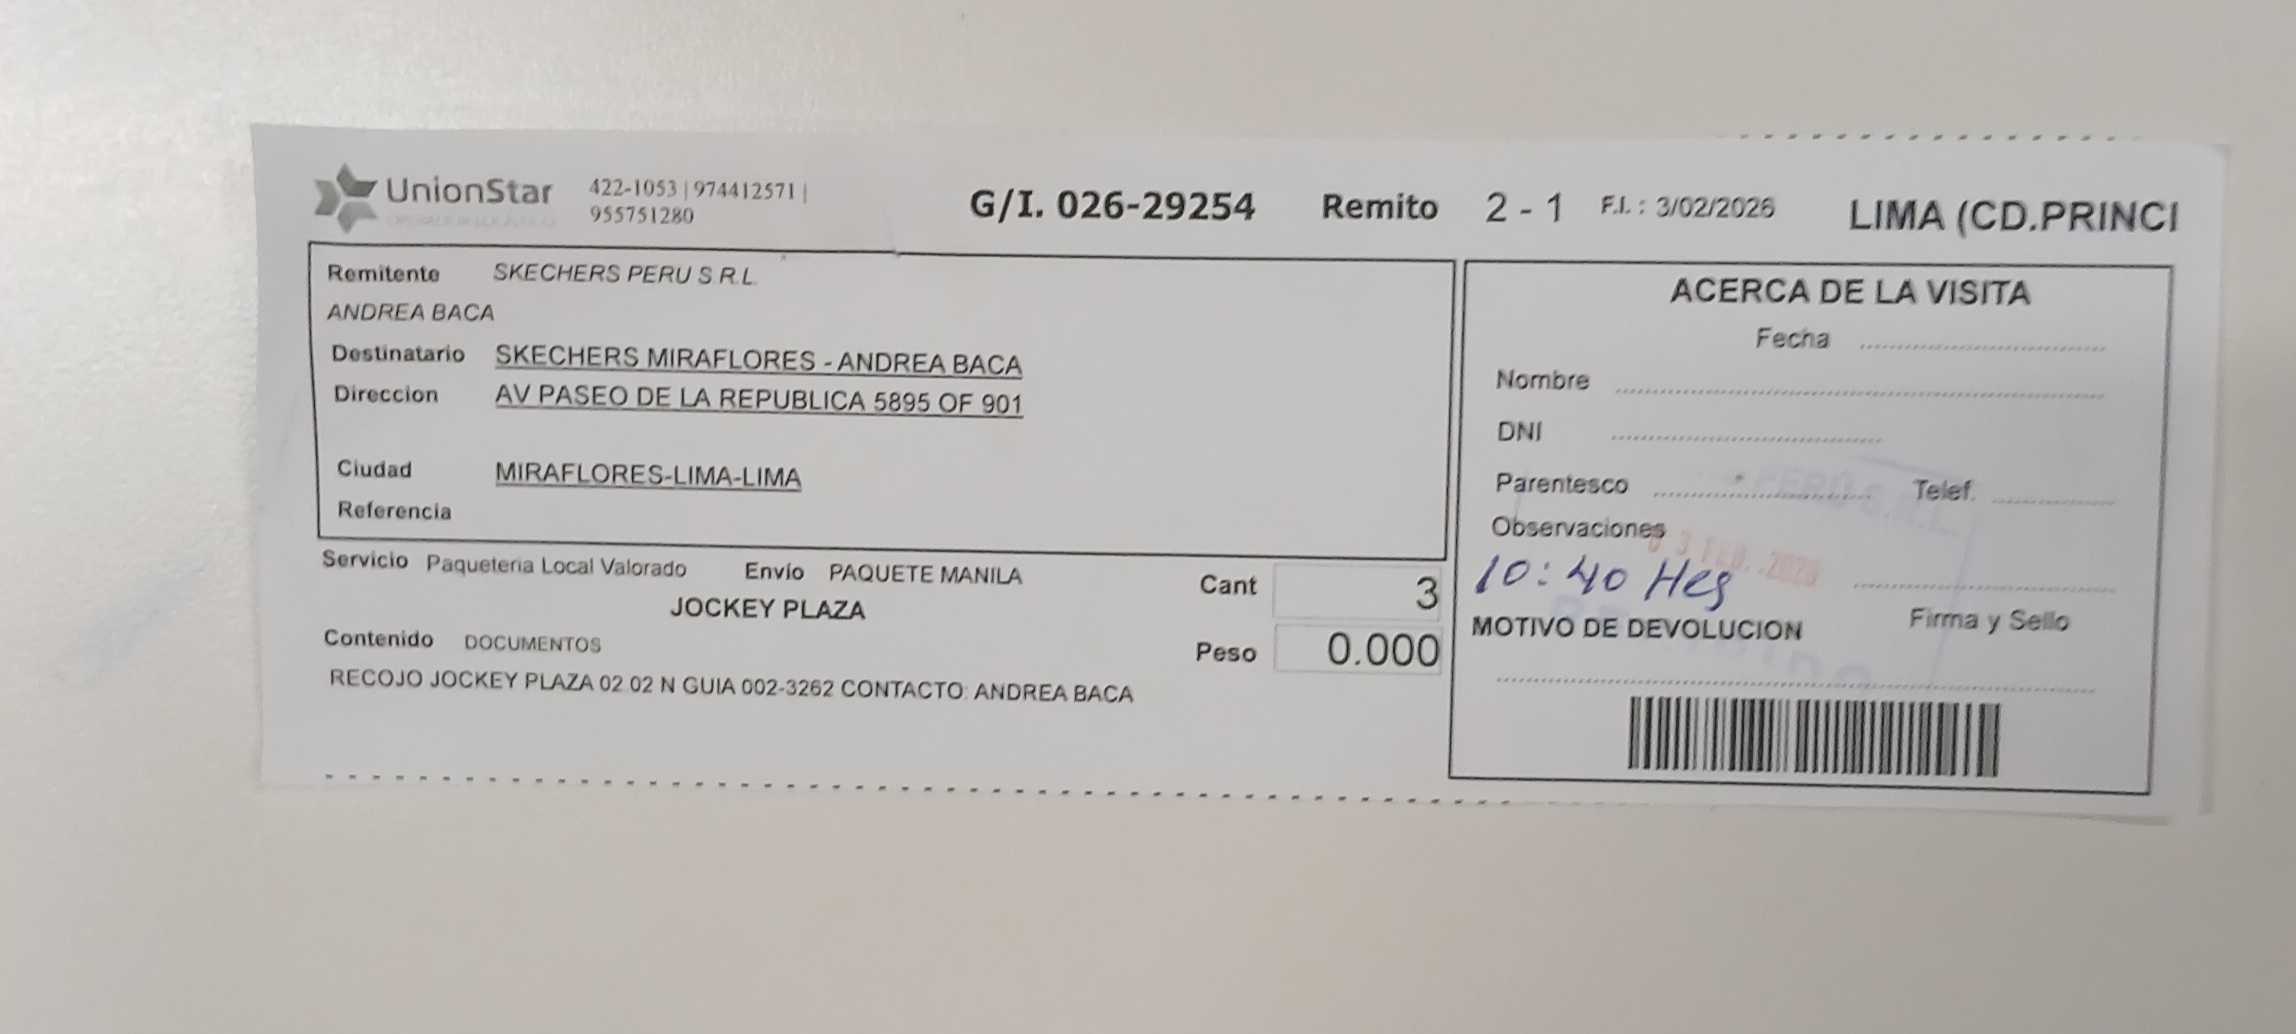 UnionStar
422-1053 | 974412571 |
955751280
G/I. 026-29254 Remito 2 - 1 F.I. : 3/02/2026 LIMA (CD.PRINCI
Remitente SKECHERS PERU S.R.L.
ANDREA BACA
Destinatario SKECHERS MIRAFLORES - ANDREA BACA
Direccion AV PASEO DE LA REPUBLICA 5895 OF 901
Ciudad MIRAFLORES-LIMA-LIMA
Referencia
Servicio Paqueteria Local Valorado Envio PAQUETE MANILA
JOCKEY PLAZA
Cant 3
Contenido DOCUMENTOS
Peso 0.000
RECOJO JOCKEY PLAZA 02.02 N GUIA 002-3262 CONTACTO: ANDREA BACA
ACERCA DE LA VISITA
Fecha
Nombre
DNI
Parentesco Telef.
PERÚ S.R.L.
Observaciones
10:40 Hrs
Firma y Sello
MOTIVO DE DEVOLUCION